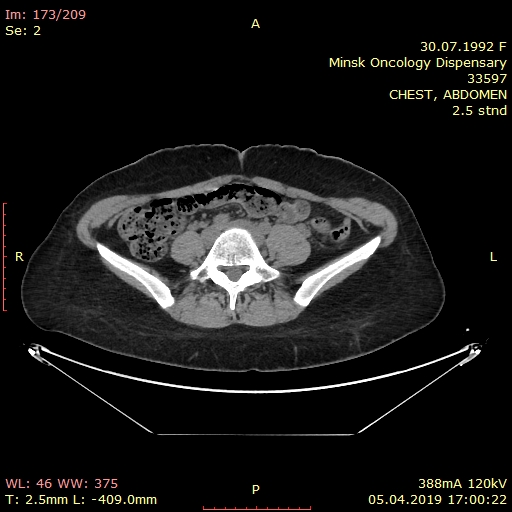 Im: 173/209
Se: 2
A
30.07.1992 F
Minsk Oncology Dispensary
33597
CHEST, ABDOMEN
2.5 stnd
R
L
WL: 46 WW: 375
T: 2.5mm L: -409.0mm
P
388mA 120kV
05.04.2019 17:00:22